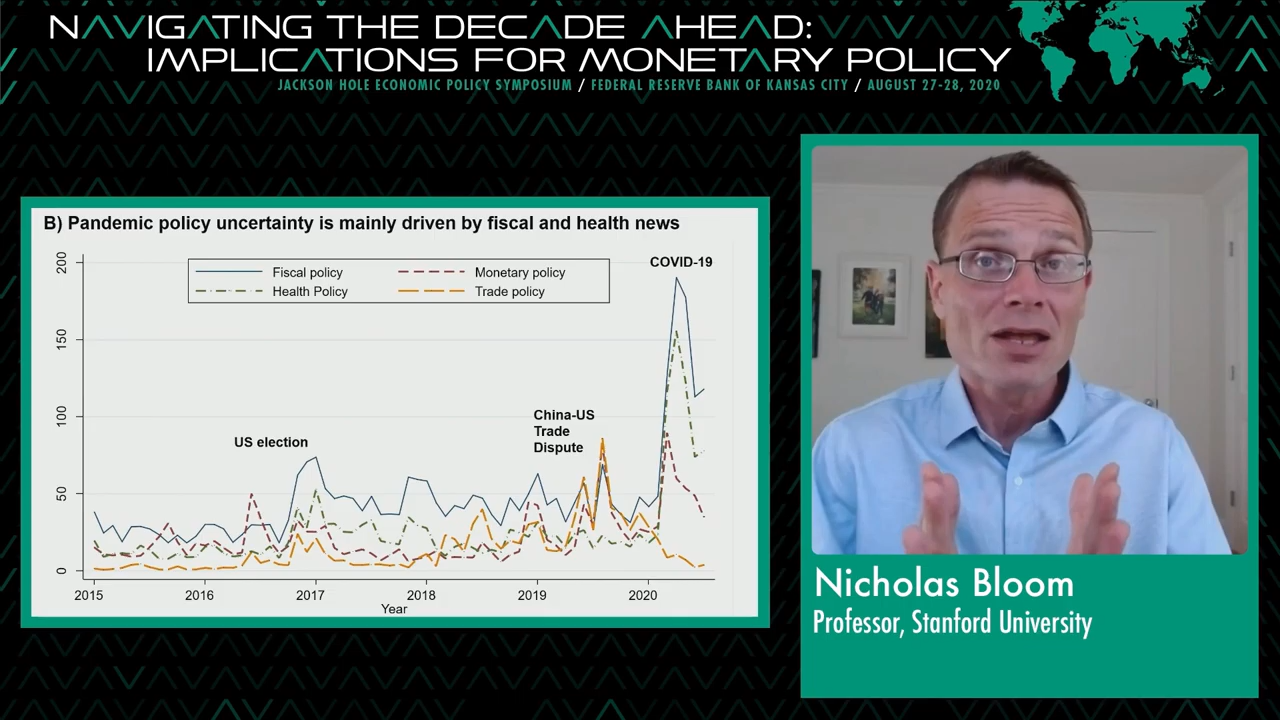 NAVIGATING THE DECADE AHEAD:
IMPLICATIONS FOR MONETARY POLICY
JACKSON HOLE ECONOMIC POLICY SYMPOSIUM / FEDERAL RESERVE BANK OF KANSAS CITY / AUGUST 27-28, 2020
B) Pandemic policy uncertainty is mainly driven by fiscal and health news
200
150
100
50
0
Fiscal policy
Monetary policy
Health Policy
Trade policy
COVID-19
US election
China-US
Trade
Dispute
2015 2016 2017 2018 2019 2020
Year
Nicholas Bloom
Professor, Stanford University